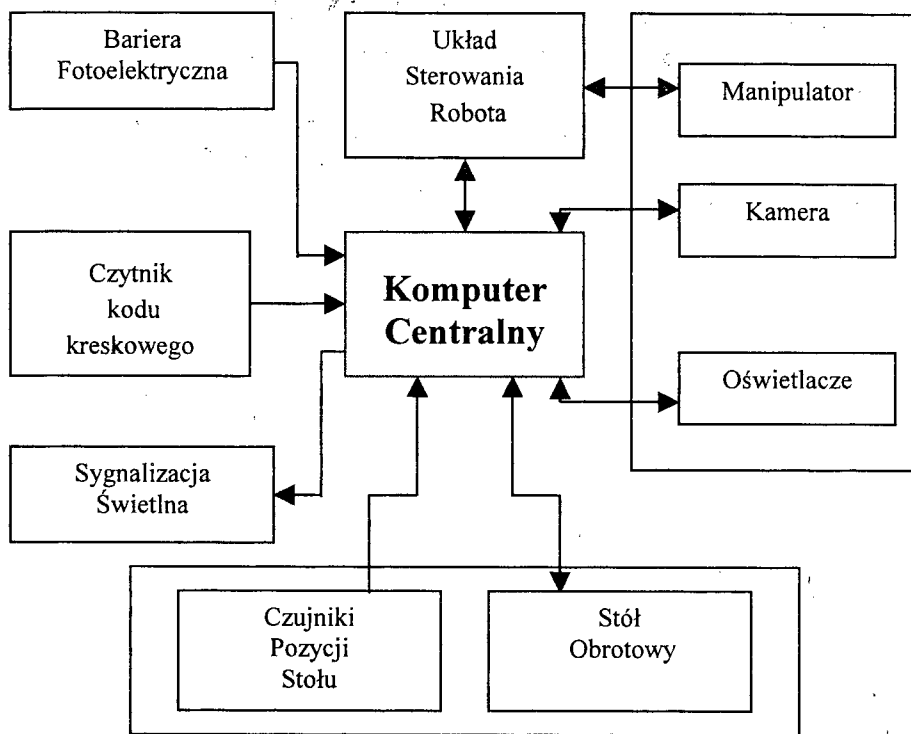 Bariera
Fotoelektryczna
Układ
Sterowania
Robota
Manipulator
Kamera
Czytnik
kodu
kreskowego
Komputer
Centralny
Oświetlacze
Sygnalizacja
Świetlna
Czujniki
Pozycji
Stołu
Stół
Obrotowy